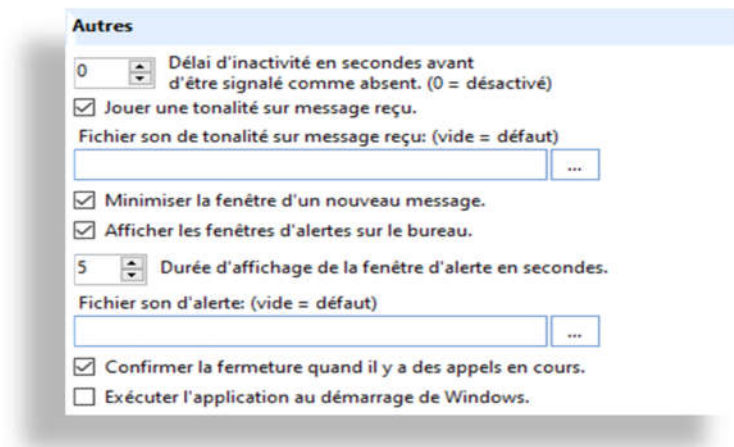 Autres
0
Délai d'inactivité en secondes avant
d'être signalé comme absent. (0 = désactivé)
Jouer une tonalité sur message reçu.
Fichier son de tonalité sur message reçu: (vide = défaut)
...
Minimiser la fenêtre d'un nouveau message.
Afficher les fenêtres d'alertes sur le bureau.
5 Durée d'affichage de la fenêtre d'alerte en secondes.
Fichier son d'alerte: (vide = défaut)
...
Confirmer la fermeture quand il y a des appels en cours.
Exécuter l'application au démarrage de Windows.